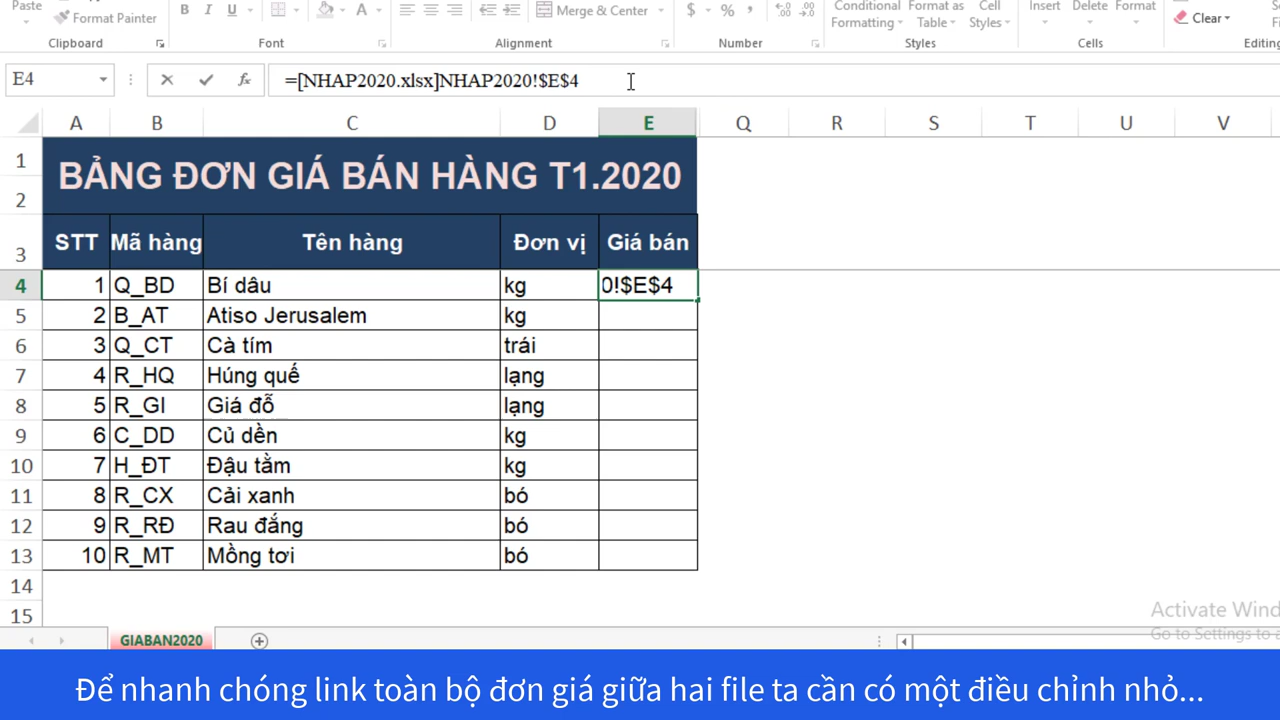 Paste
Format Painter
B I U A
Merge & Center
$ % ,
Conditional Formatting
Format as Table
Cell Styles
Insert Delete Format
Clear
Clipboard
Font
Alignment
Number
Styles
Cells
Editing
E4
fx
=[NHAP2020.xlsx]NHAP2020!$E$4
A B C D E Q R S T U V
1
BẢNG ĐƠN GIÁ BÁN HÀNG T1.2020
2
3 STT Mã hàng Tên hàng Đơn vị Giá bán
4 1 Q_BD Bí dâu kg 0!$E$4
5 2 B_AT Atiso Jerusalem kg
6 3 Q_CT Cà tím trái
7 4 R_HQ Húng quế lạng
8 5 R_GI Giá đỗ lạng
9 6 C_DD Củ dền kg
10 7 H_ĐT Đậu tằm kg
11 8 R_CX Cải xanh bó
12 9 R_RĐ Rau đắng bó
13 10 R_MT Mồng tơi bó
14
15
Activate Wind
Go to Settings to a
GIABAN2020
Để nhanh chóng link toàn bộ đơn giá giữa hai file ta cần có một điều chỉnh nhỏ...